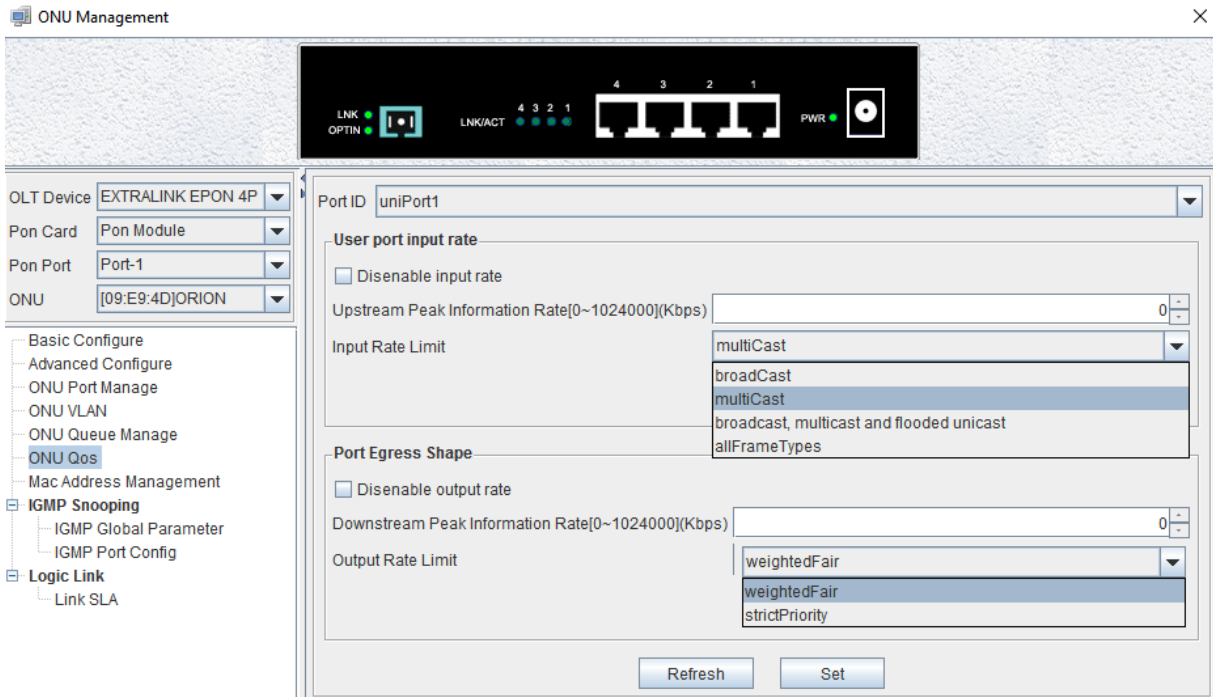 ONU Management
4 3 2 1
LNK
OPTIN
LNK/ACT
4 3 2 1
PWR
OLT Device EXTRALINK EPON 4P
Pon Card Pon Module
Pon Port Port-1
ONU [09:E9:4D]ORION
Basic Configure
Advanced Configure
ONU Port Manage
ONU VLAN
ONU Queue Manage
ONU Qos
Mac Address Management
IGMP Snooping
IGMP Global Parameter
IGMP Port Config
Logic Link
Link SLA
Port ID uniPort1
User port input rate
Disenable input rate
Upstream Peak Information Rate[0~1024000](Kbps) 0
Input Rate Limit multiCast
broadCast
multiCast
broadcast, multicast and flooded unicast
allFrameTypes
Port Egress Shape
Disenable output rate
Downstream Peak Information Rate[0~1024000](Kbps) 0
Output Rate Limit weightedFair
weightedFair
strictPriority
Refresh Set